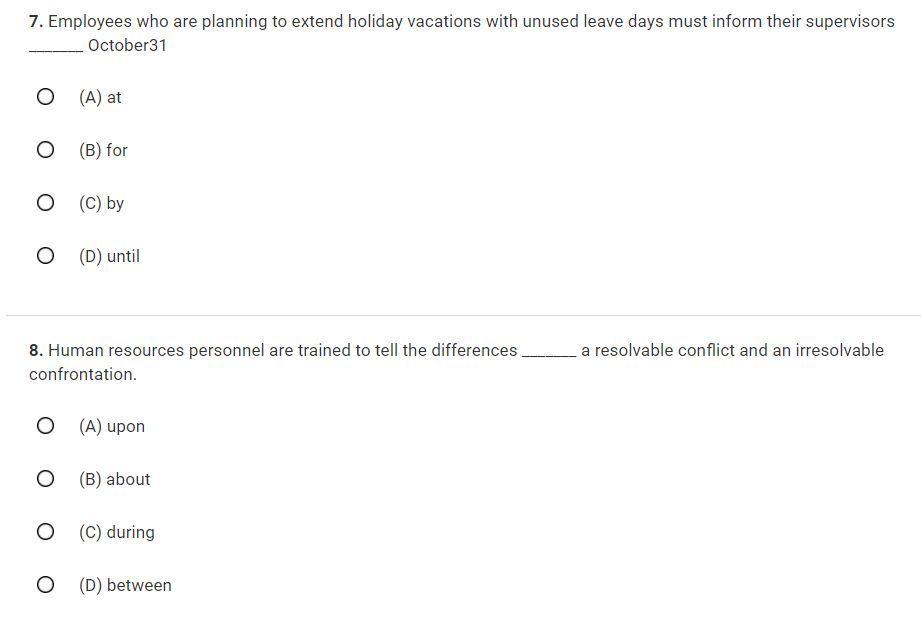 7. Employees who are planning to extend holiday vacations with unused leave days must inform their supervisors
_______ October31
(A) at
(B) for
(C) by
(D) until
8. Human resources personnel are trained to tell the differences _______ a resolvable conflict and an irresolvable
confrontation.
(A) upon
(B) about
(C) during
(D) between